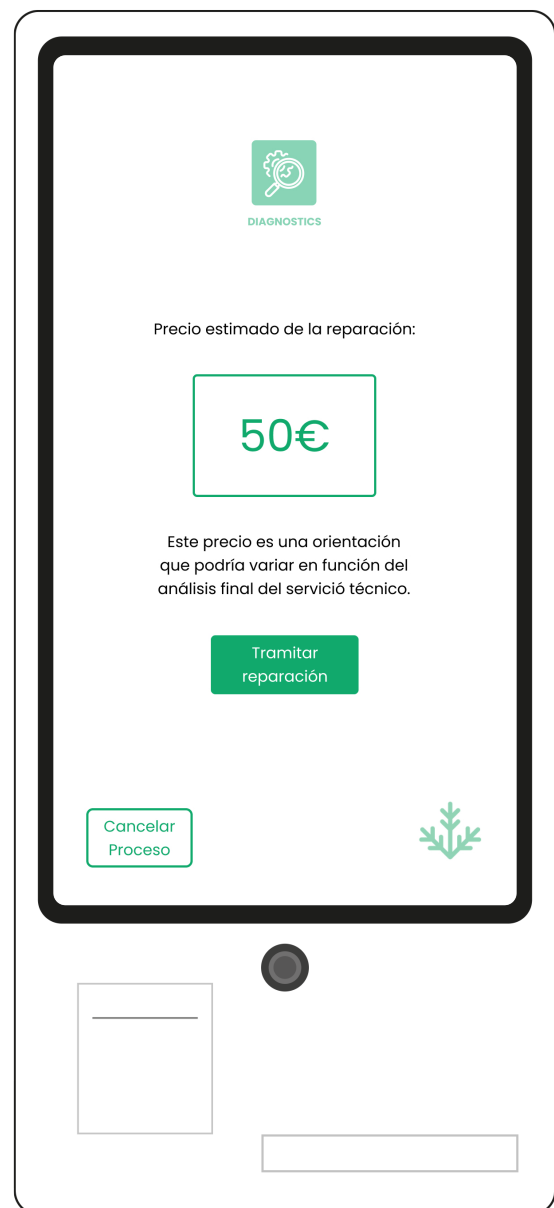 DIAGNOSTICS
Precio estimado de la reparación:
50€
Este precio es una orientación
que podría variar en función del
análisis final del servició técnico.
Tramitar
reparación
Cancelar
Proceso